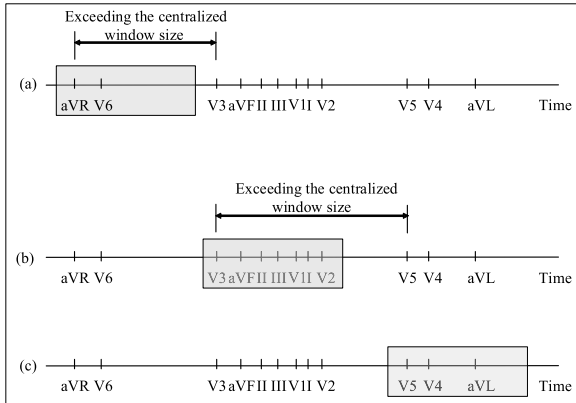 Exceeding the centralized
window size
(a)
aVR V6 V3 aVF II III V1 I V2 V5 V4 aVL Time
Exceeding the centralized
window size
(b)
aVR V6 V3 aVF II III V1 I V2 V5 V4 aVL Time
(c)
aVR V6 V3 aVF II III V1 I V2 V5 V4 aVL Time